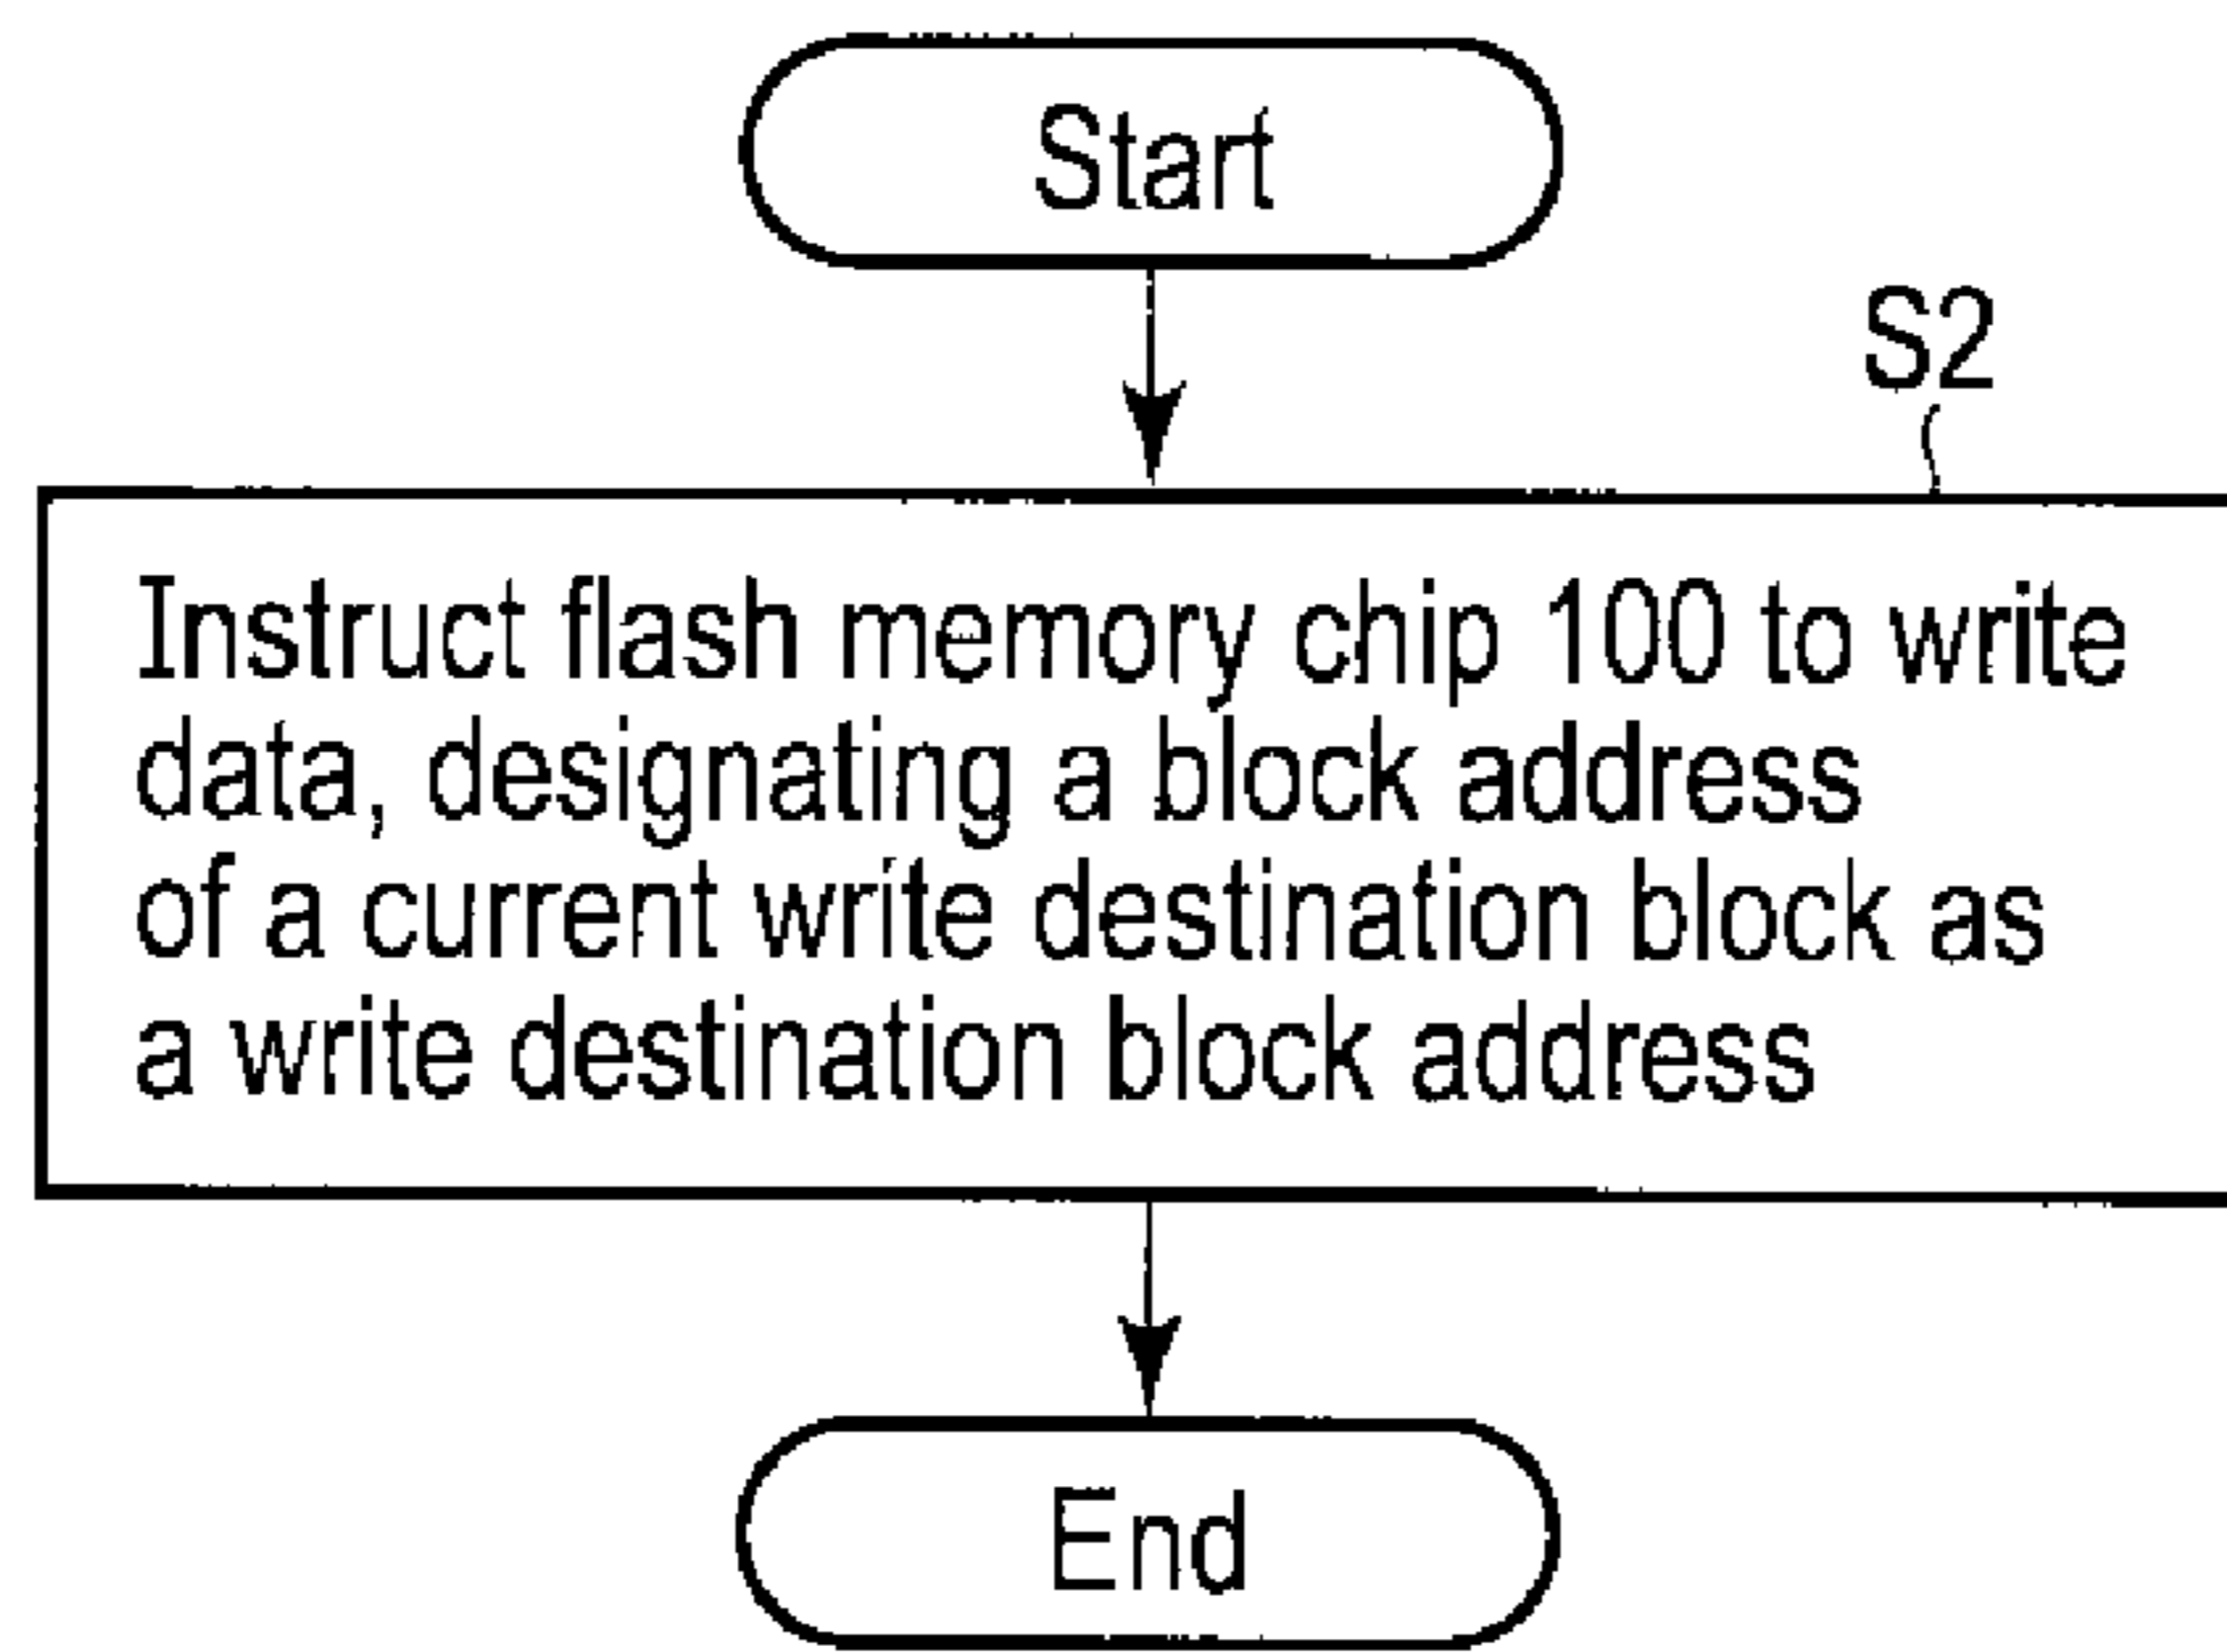 Start
S2
Instruct flash memory chip 100 to write
data, designating a block address
of a current write destination block as
a write destination block address
End